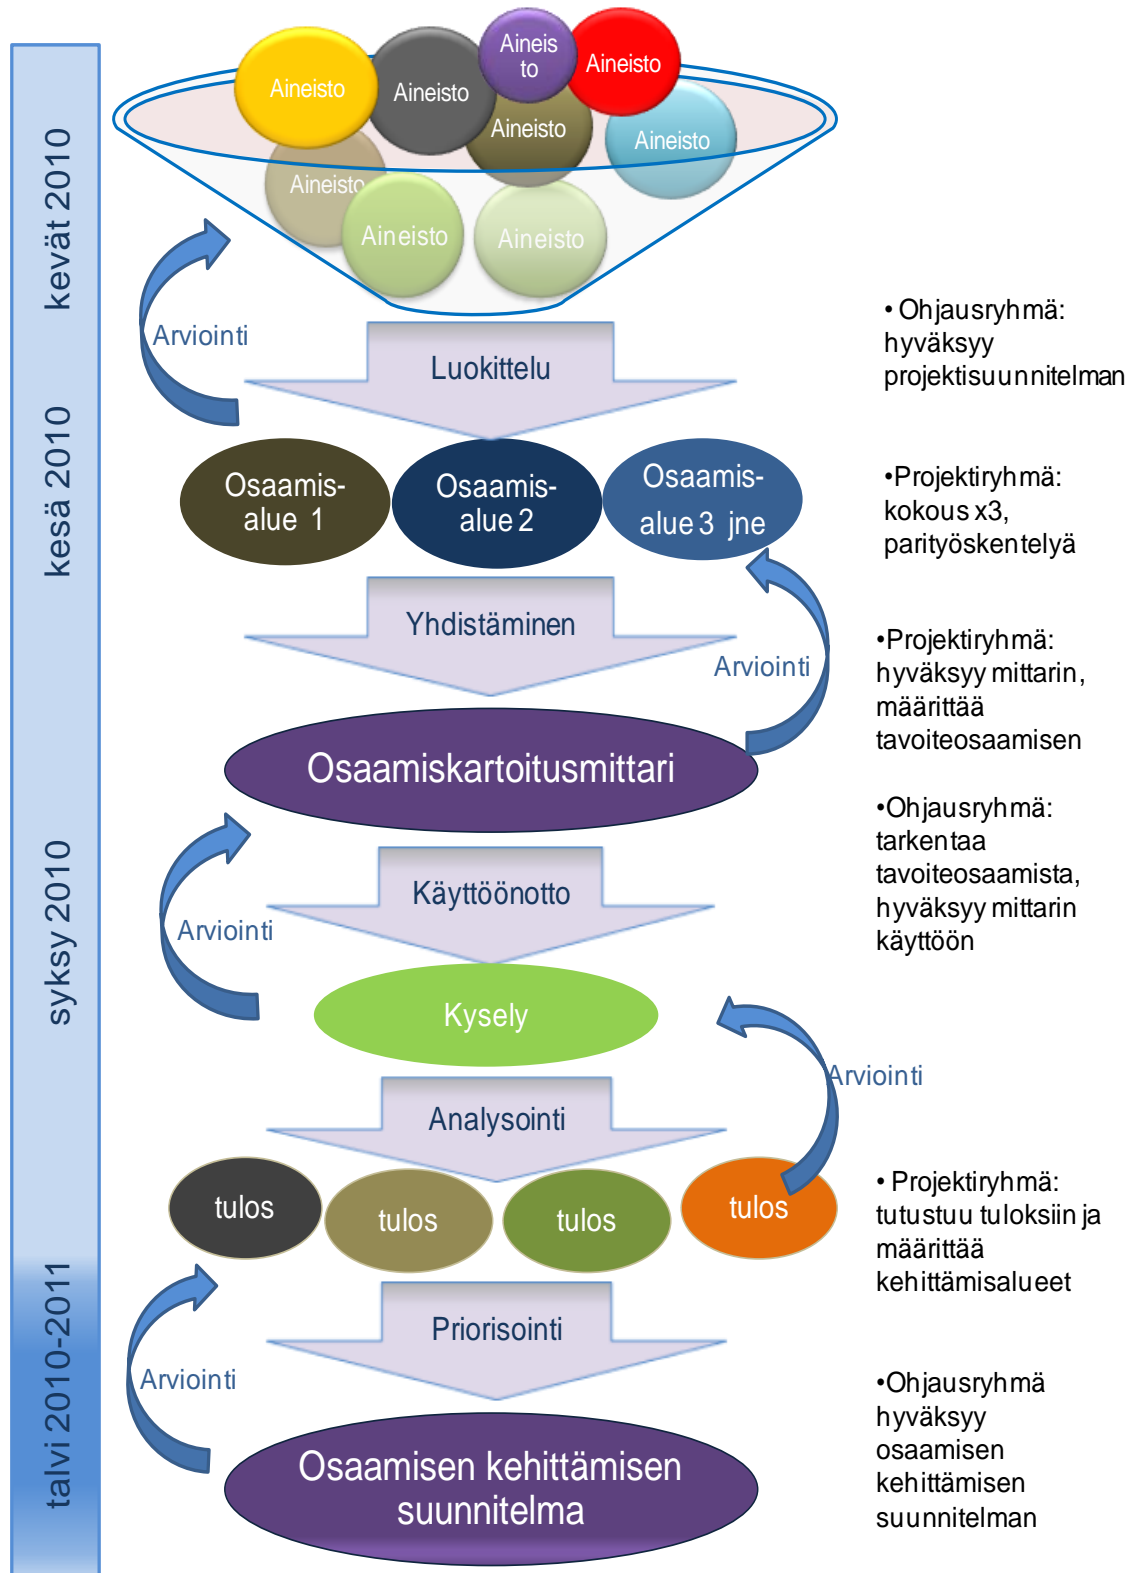 kevät 2010
kesä 2010
syksy 2010
talvi 2010-2011
Aineis
to
Aineisto
Aineisto
Aineisto
Aineisto
Aineisto
Aineisto
Aineisto
Aineisto
Arviointi
Luokittelu
• Ohjausryhmä:
hyväksyy
projektisuunnitelman
Osaamis-
alue 1
Osaamis-
alue 2
Osaamis-
alue 3 jne
•Projektiryhmä:
kokous x3,
parityöskentelyä
Yhdistäminen
Arviointi
•Projektiryhmä:
hyväksyy mittarin,
määrittää
tavoiteosaamisen
Osaamiskartoitusmittari
•Ohjausryhmä:
tarkentaa
tavoiteosaamista,
hyväksyy mittarin
käyttöön
Käyttöönotto
Arviointi
Kysely
Arviointi
Analysointi
tulos
tulos
tulos
tulos
• Projektiryhmä:
tutustuu tuloksiin ja
määrittää
kehittämisalueet
Priorisointi
Arviointi
•Ohjausryhmä
hyväksyy
osaamisen
kehittämisen
suunnitelman
Osaamisen kehittämisen
suunnitelma